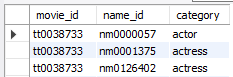 movie_id name_id category
tt0038733 nm0000057 actor
tt0038733 nm0001375 actress
tt0038733 nm0126402 actress